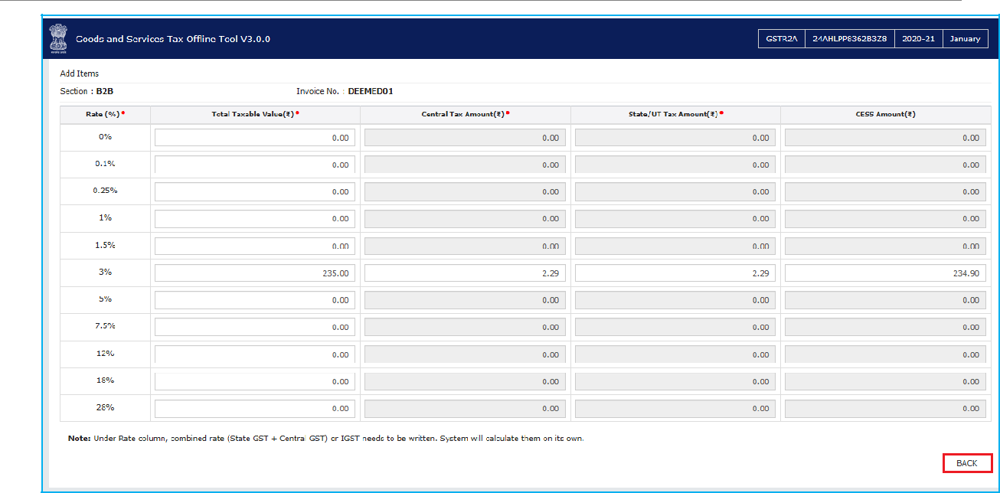 Goods and Services Tax Offline Tool V3.0.0 GSTR2A 24AHLPP8362B3Z8 2020-21 January
Add Items
Section : B2B Invoice No. : DEEMED01
Rate (%)• Total Taxable Value(₹)• Central Tax Amount(₹)• State/UT Tax Amount(₹)• CESS Amount(₹)
0% 0.00 0.00 0.00 0.00
0.1% 0.00 0.00 0.00 0.00
0.25% 0.00 0.00 0.00 0.00
1% 0.00 0.00 0.00 0.00
1.5% 0.00 0.00 0.00 0.00
3% 235.00 2.29 2.29 234.90
5% 0.00 0.00 0.00 0.00
7.5% 0.00 0.00 0.00 0.00
12% 0.00 0.00 0.00 0.00
18% 0.00 0.00 0.00 0.00
28% 0.00 0.00 0.00 0.00
Note: Under Rate column, combined rate (State GST + Central GST) or IGST needs to be written. System will calculate them on its own.
BACK